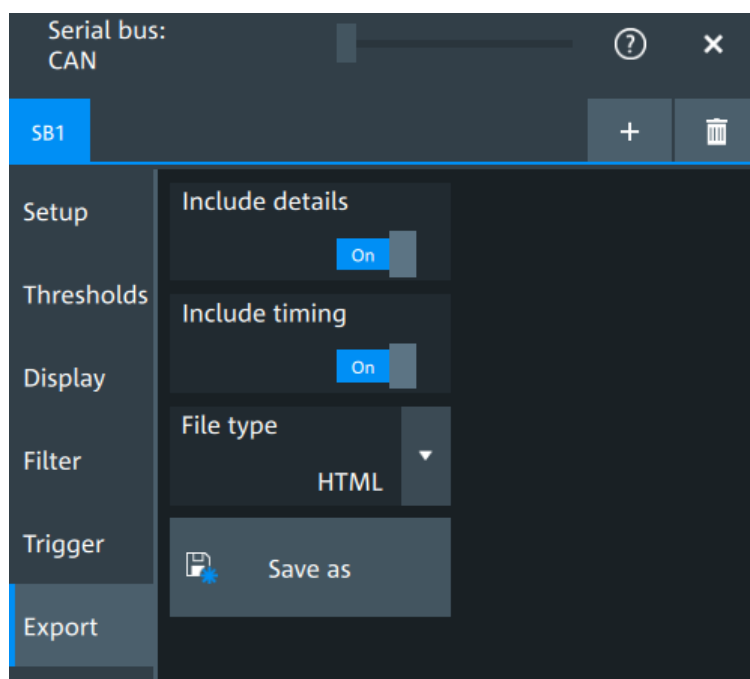 Serial bus:
CAN
?
SB1
+
Setup
Thresholds
Display
Filter
Trigger
Export
Include details
On
Include timing
On
File type
HTML
Save as